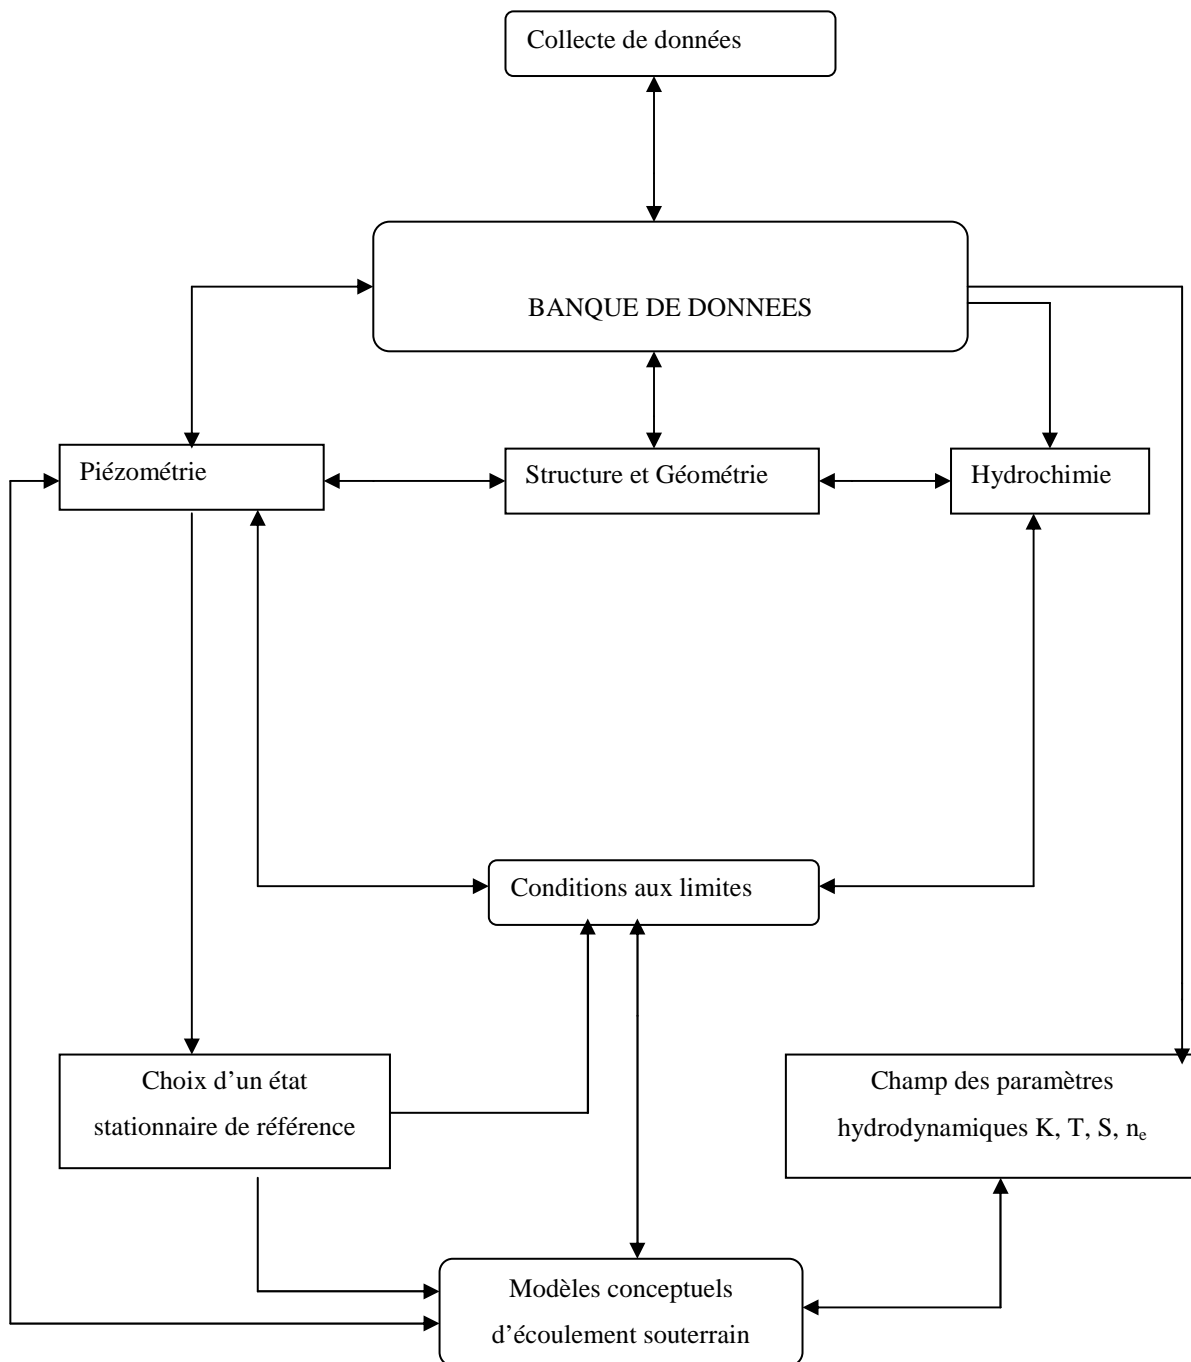 Collecte de données
BANQUE DE DONNEES
Piézométrie
Structure et Géométrie
Hydrochimie
Conditions aux limites
Choix d’un état
stationnaire de référence
Champ des paramètres
hydrodynamiques K, T, S, nₑ
Modèles conceptuels
d’écoulement souterrain